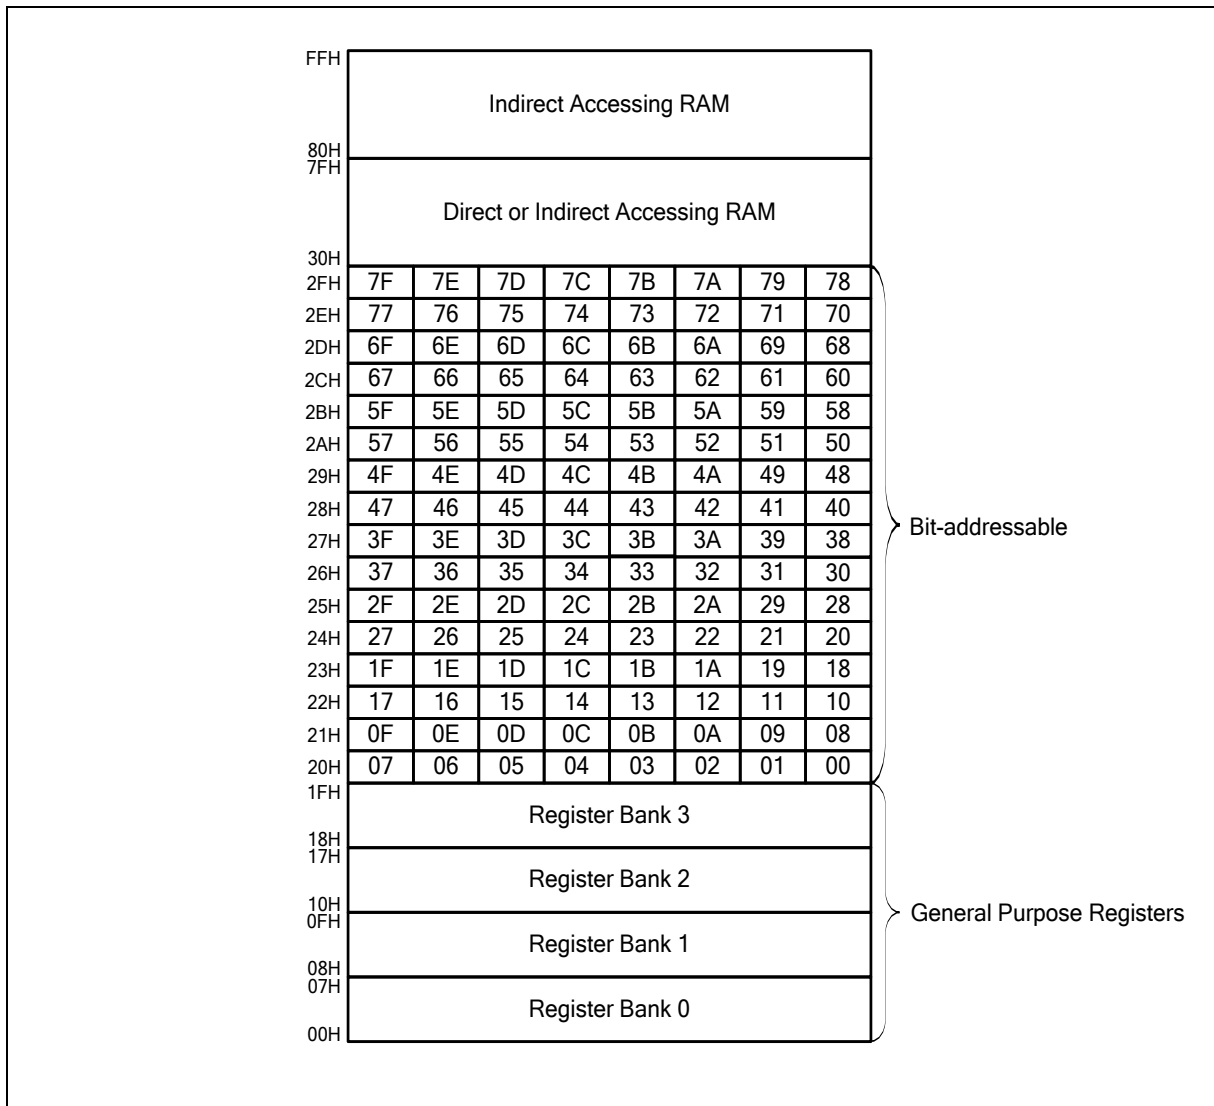 FFH
Indirect Accessing RAM
80H
7FH
Direct or Indirect Accessing RAM
30H
2FH 7F 7E 7D 7C 7B 7A 79 78
2EH 77 76 75 74 73 72 71 70
2DH 6F 6E 6D 6C 6B 6A 69 68
2CH 67 66 65 64 63 62 61 60
2BH 5F 5E 5D 5C 5B 5A 59 58
2AH 57 56 55 54 53 52 51 50
29H 4F 4E 4D 4C 4B 4A 49 48
28H 47 46 45 44 43 42 41 40
Bit-addressable
27H 3F 3E 3D 3C 3B 3A 39 38
26H 37 36 35 34 33 32 31 30
25H 2F 2E 2D 2C 2B 2A 29 28
24H 27 26 25 24 23 22 21 20
23H 1F 1E 1D 1C 1B 1A 19 18
22H 17 16 15 14 13 12 11 10
21H 0F 0E 0D 0C 0B 0A 09 08
20H 07 06 05 04 03 02 01 00
1FH
Register Bank 3
18H
17H
Register Bank 2
10H
0FH
General Purpose Registers
Register Bank 1
08H
07H
Register Bank 0
00H